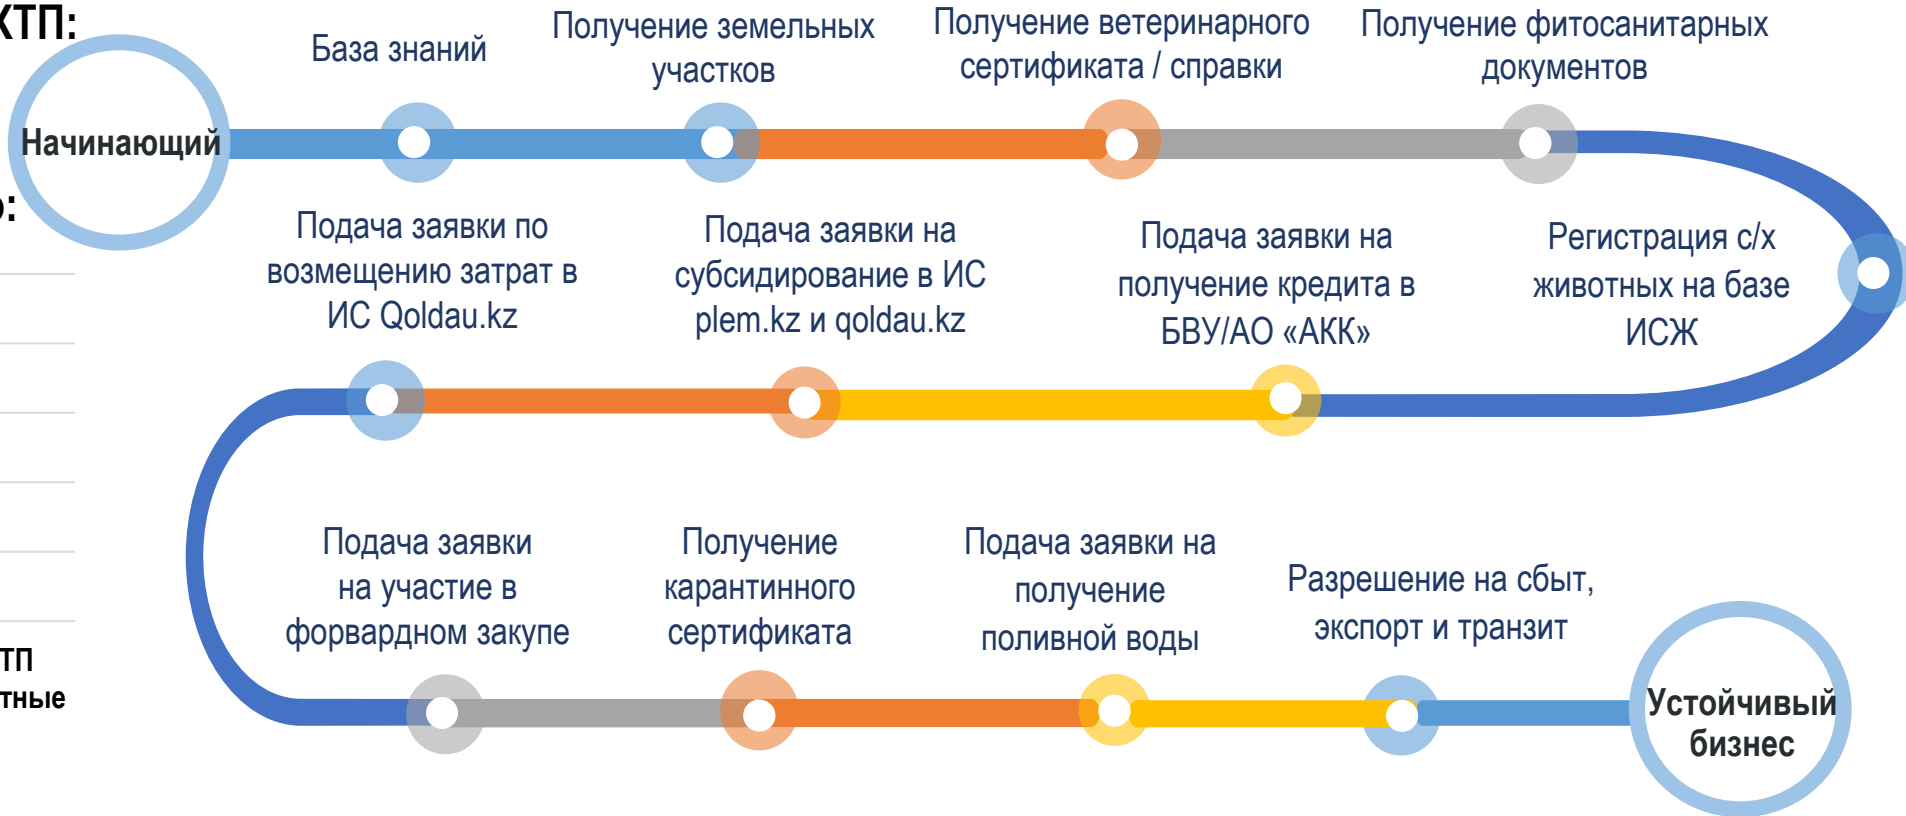 КТП:
База знаний
Получение земельных
участков
Получение ветеринарного
сертификата / справки
Получение фитосанитарных
документов
Начинающий
Подача заявки по
возмещению затрат в
ИС Qoldau.kz
Подача заявки на
субсидирование в ИС
plem.kz и qoldau.kz
Подача заявки на
получение кредита в
БВУ/АО «АКК»
Регистрация с/х
животных на базе
ИСЖ
Подача заявки
на участие в
форвардном закупе
Получение
карантинного
сертификата
Подача заявки на
получение
поливной воды
Разрешение на сбыт,
экспорт и транзит
ТП
тные
Устойчивый
бизнес